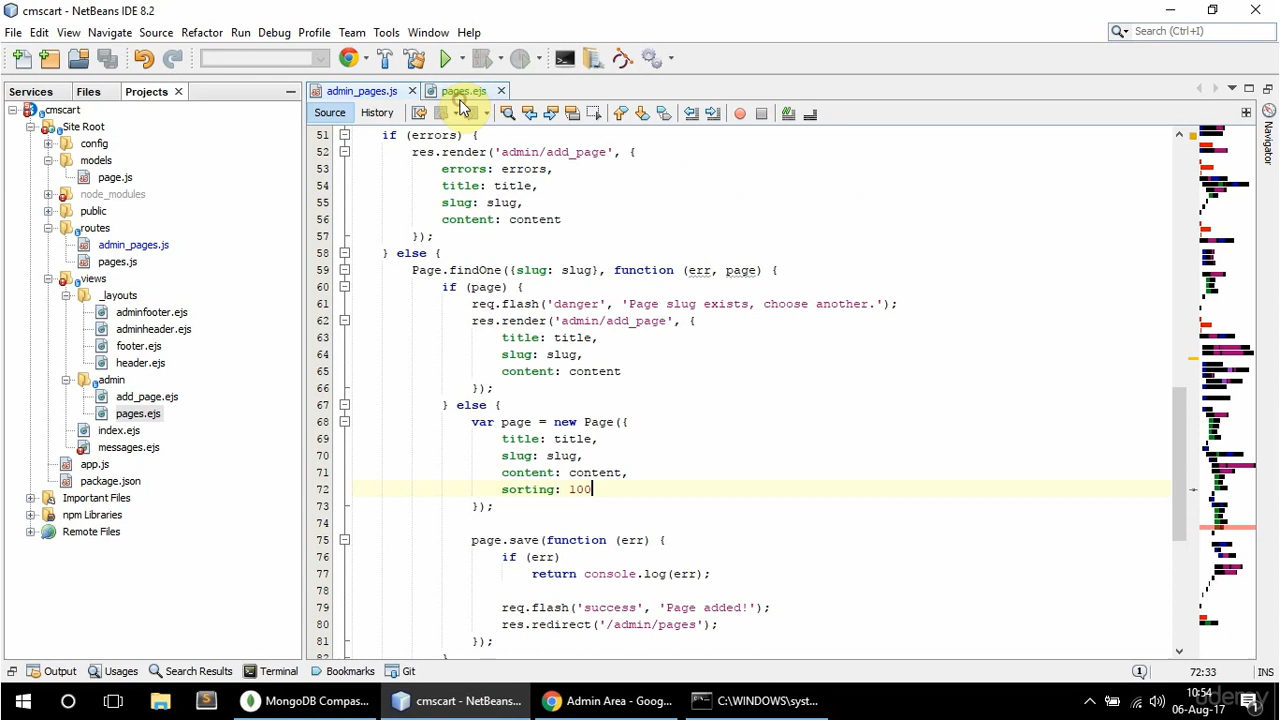 cmscart - NetBeans IDE 8.2
File Edit View Navigate Source Refactor Run Debug Profile Team Tools Window Help
Search (Ctrl+I)
Services Files Projects
admin_pages.js pages.ejs
Source History
Navigator
cmscart
Site Root
config
models
page.js
node_modules
public
routes
admin_pages.js
pages.js
views
_layouts
adminfooter.ejs
adminheader.ejs
footer.ejs
header.ejs
admin
add_page.ejs
pages.ejs
index.ejs
messages.ejs
app.js
package.json
Important Files
npm Libraries
Remote Files
51 if (errors) {
52 res.render('admin/add_page', {
53 errors: errors,
54 title: title,
55 slug: slug,
56 content: content
57 });
58 } else {
59 Page.findOne({slug: slug}, function (err, page) {
60 if (page) {
61 req.flash('danger', 'Page slug exists, choose another.');
62 res.render('admin/add_page', {
63 title: title,
64 slug: slug,
65 content: content
66 });
67 } else {
68 var page = new Page({
69 title: title,
70 slug: slug,
71 content: content,
72 sorting: 100
73 });
74
75 page.save(function (err) {
76 if (err)
77 return console.log(err);
78
79 req.flash('success', 'Page added!');
80 res.redirect('/admin/pages');
81 });
82 }
Output Usages Search Results Terminal Bookmarks Git
1 72:33 INS
MongoDB Compas... cmscart - NetBeans ... Admin Area - Goog... C:\WINDOWS\syst...
10:54
06-Aug-17
udemy